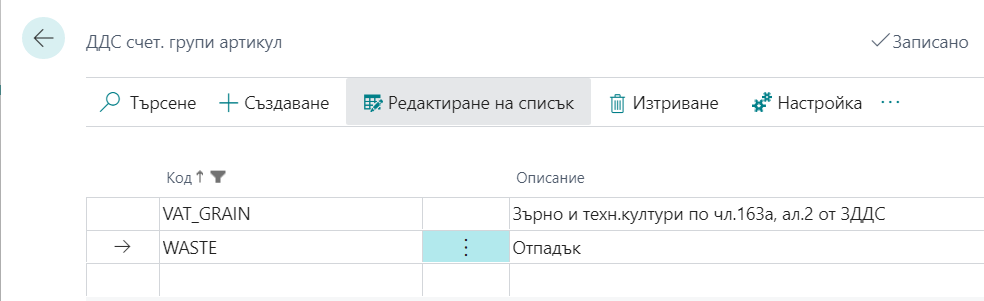 ДДС счет. групи артикул
Записано
Търсене Създаване Редактиране на списък Изтриване Настройка
Код Описание
VAT_GRAIN Зърно и техн.култури по чл.163а, ал.2 от ЗДДС
WASTE Отпадък